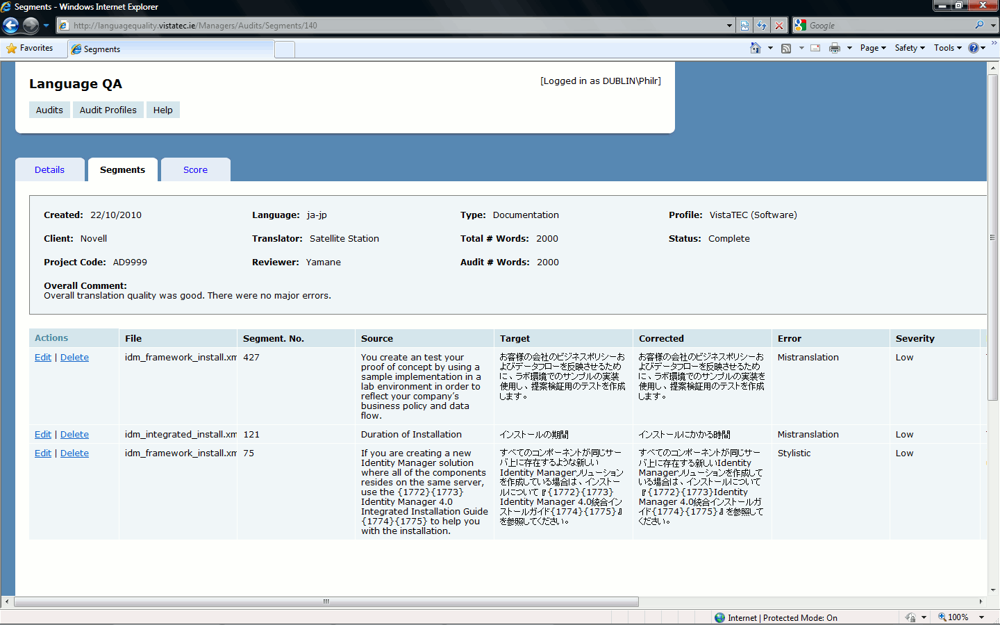 Segments - Windows Internet Explorer
http://languagequality.vistatec.ie/Managers/Audits/Segments/140
Google
Favorites
Segments
Page
Safety
Tools
Language QA
[Logged in as DUBLIN\Philr]
Audits
Audit Profiles
Help
Details
Segments
Score
Created: 22/10/2010
Language: ja-jp
Type: Documentation
Profile: VistaTEC (Software)
Client: Novell
Translator: Satellite Station
Total # Words: 2000
Status: Complete
Project Code: AD9999
Reviewer: Yamane
Audit # Words: 2000
Overall Comment:
Overall translation quality was good. There were no major errors.
Actions
File
Segment. No.
Source
Target
Corrected
Error
Severity
Edit | Delete
idm_framework_install.xm
427
You create an test your
proof of concept by using a
sample implementation in a
lab environment in order to
reflect your company's
business policy and data
flow.
お客様の会社のビジネスポリシーお
よびデータフローを反映させるため
に、ラボ環境でのサンプルの実装
使用し、提案検証用のテストを作成
します。
お客様の会社のビジネスポリシーお
よびデータフローを反映させるため
に、ラボ環境でのサンプルの実装を
使用し、提案検証用のテストを作成
します。
Mistranslation
Low
Edit | Delete
idm_integrated_install.xm
121
Duration of Installation
インストールの期間
インストールにかかる時間
Mistranslation
Low
Edit | Delete
idm_framework_install.xm
75
If you are creating a new
Identity Manager solution
where all of the components
resides on the same server,
use the {1772}{1773}
Identity Manager 4.0
Integrated Installation Guide
{1774}{1775} to help you
with the installation.
すべてのコンポーネントが同じサー
バ上に存在するような新しい
Identity Managerソリューション
を作成している場合は、インストー
ルについて『{1772}{1773}
Identity Manager 4.0統合イン
ストールガイド{1774}{1775}』
を参照してください。
すべてのコンポーネントが同じサー
バ上に存在する新しいIdentity
Managerソリューションを作成して
いる場合は、インストールについて
『{1772}{1773}Identity
Manager 4.0統合インストールガ
イド{1774}{1775}』を参照して
ください。
Stylistic
Low
Internet | Protected Mode: On
100%